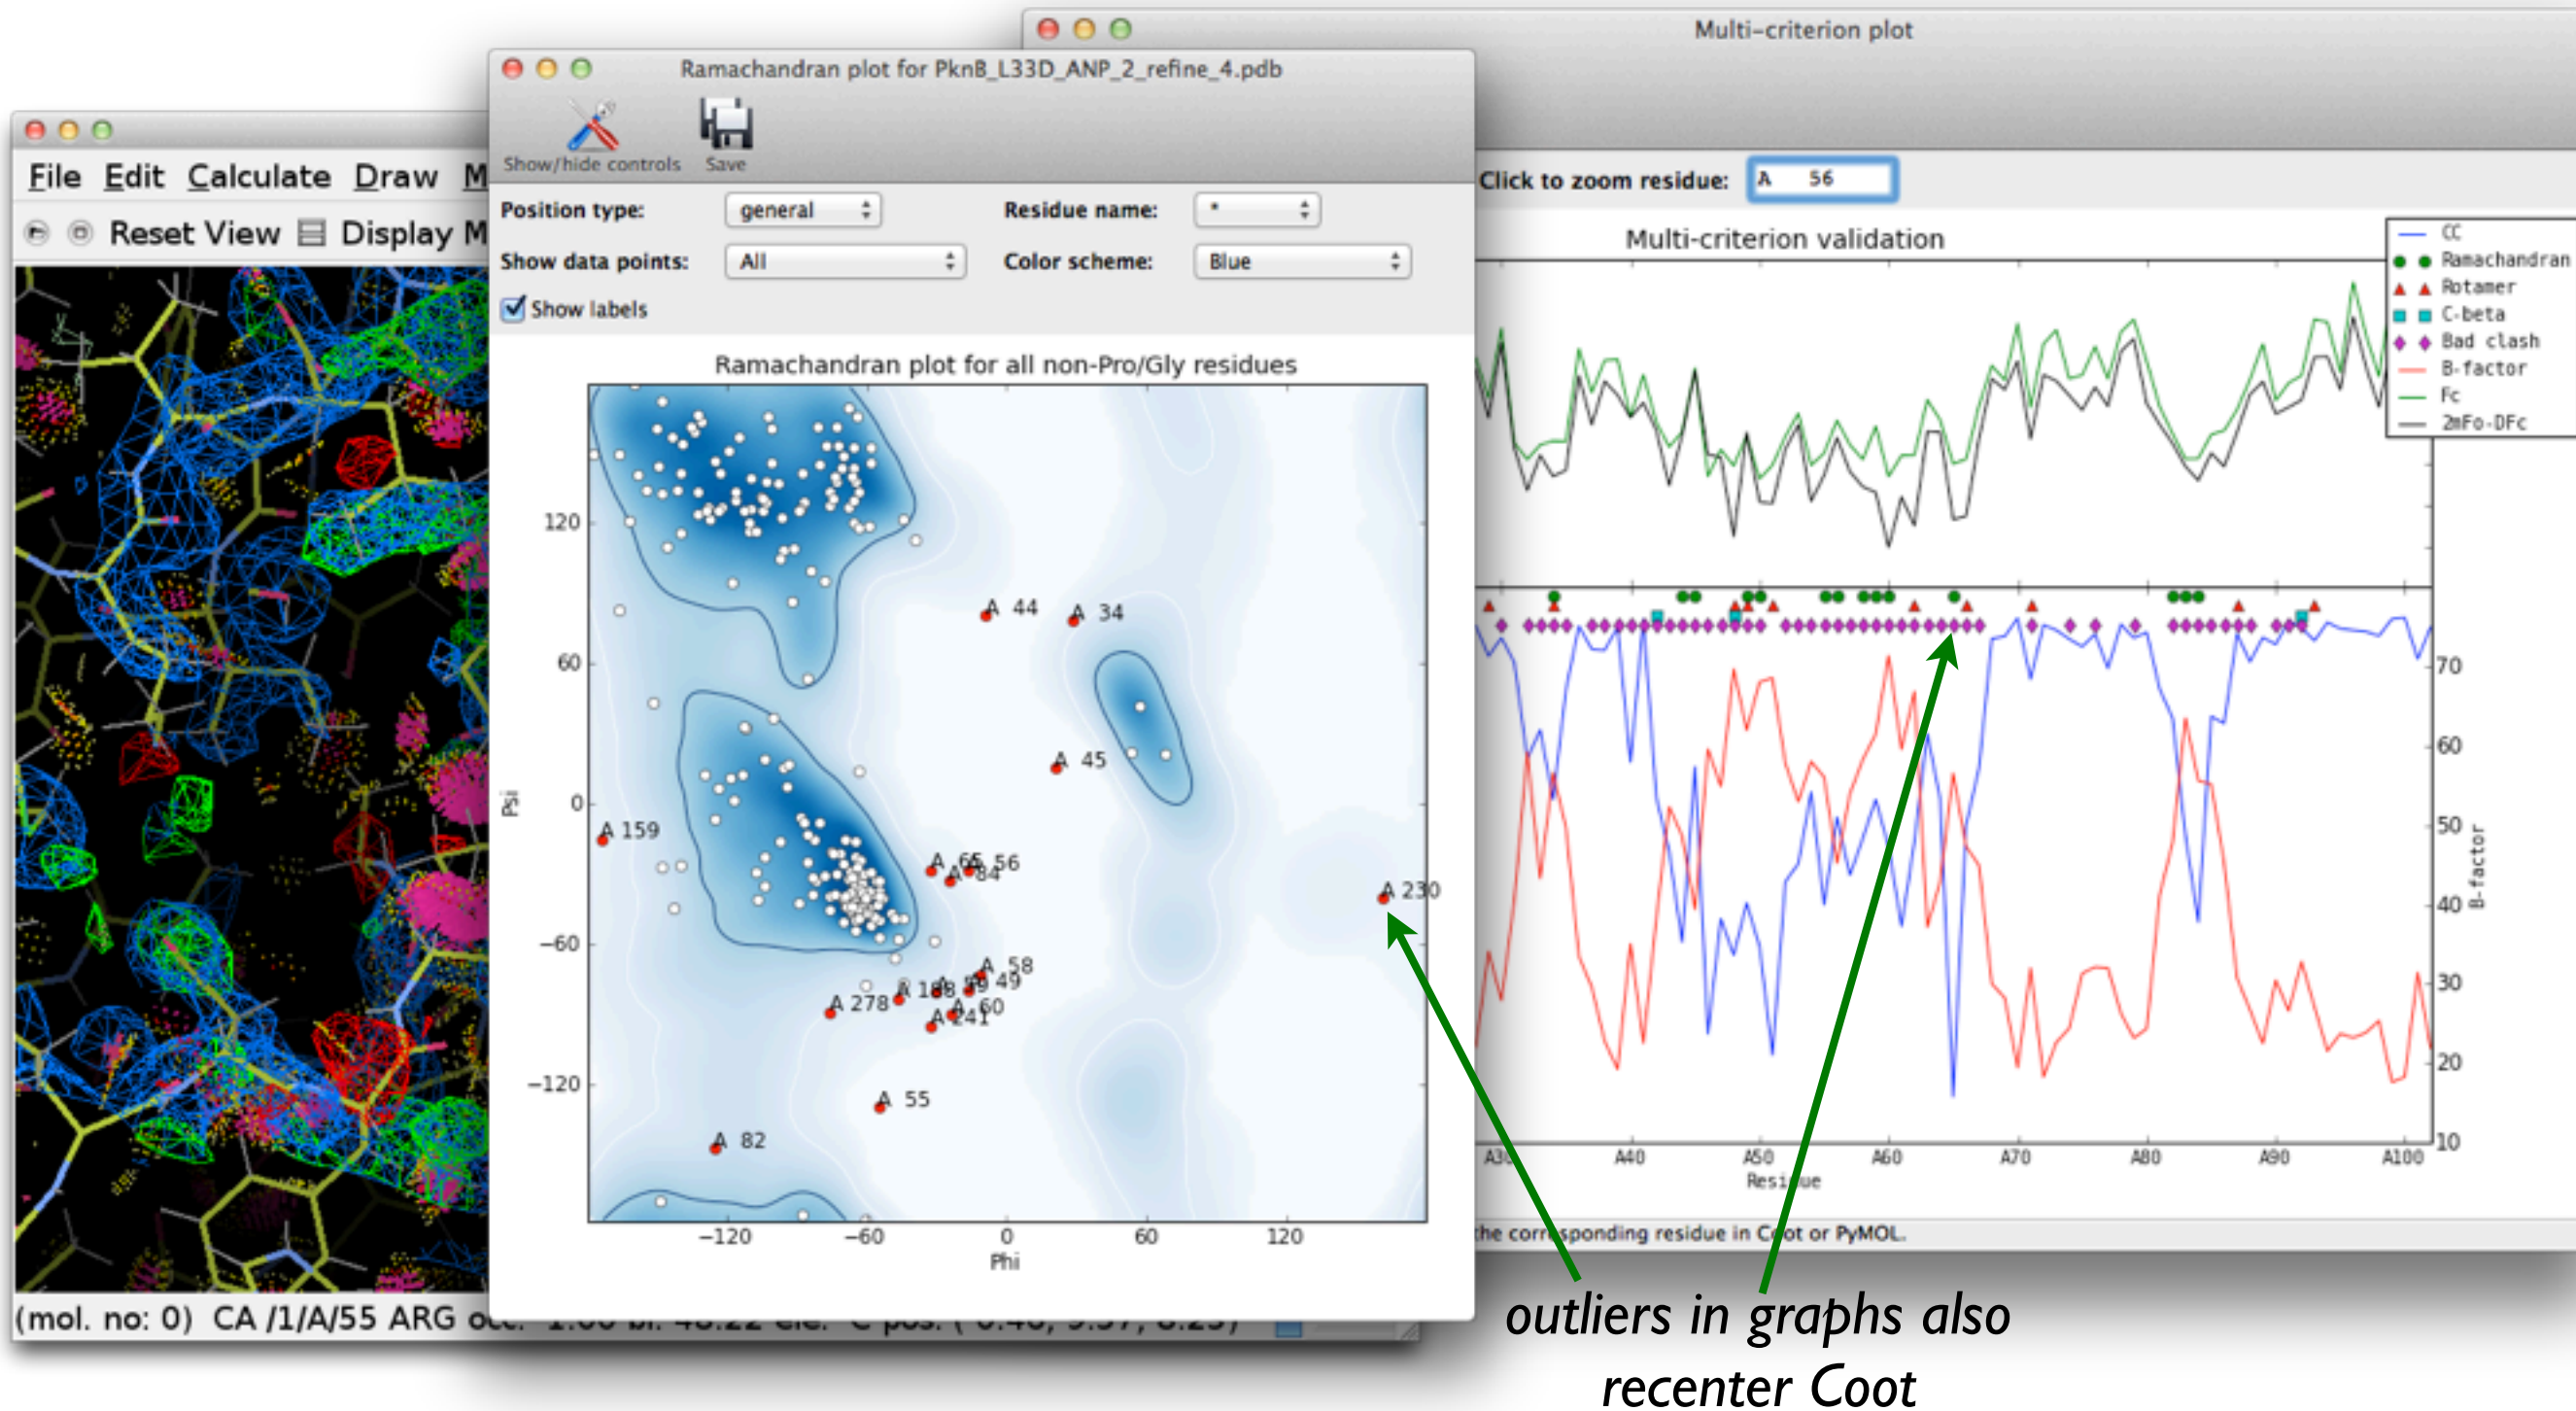 Multi-criterion plot
Ramachandran plot for PknB_L33D_ANP_2_refine_4.pdb
Show/hide controls Save
File Edit Calculate Draw M
Reset View Display M
Position type: general Residue name: *
Show data points: All Color scheme: Blue
Show labels
Click to zoom residue: A 56
Multi-criterion validation
CC
Ramachandran
Rotamer
C-beta
Bad clash
B-factor
Fc
2mFo-DFc
Ramachandran plot for all non-Pro/Gly residues
120
60
0
−60
−120
Psi
A 44
A 34
A 45
A 159
A 65
A 56
A 84
A 230
A 58
A 49
A 278
A 60
A 241
A 55
A 82
−120 −60 0 60 120
Phi
70
60
50
40
30
20
10
B-factor
A30 A40 A50 A60 A70 A80 A90 A100
Residue
the corresponding residue in Coot or PyMOL.
(mol. no: 0) CA /1/A/55 ARG
outliers in graphs also
recenter Coot